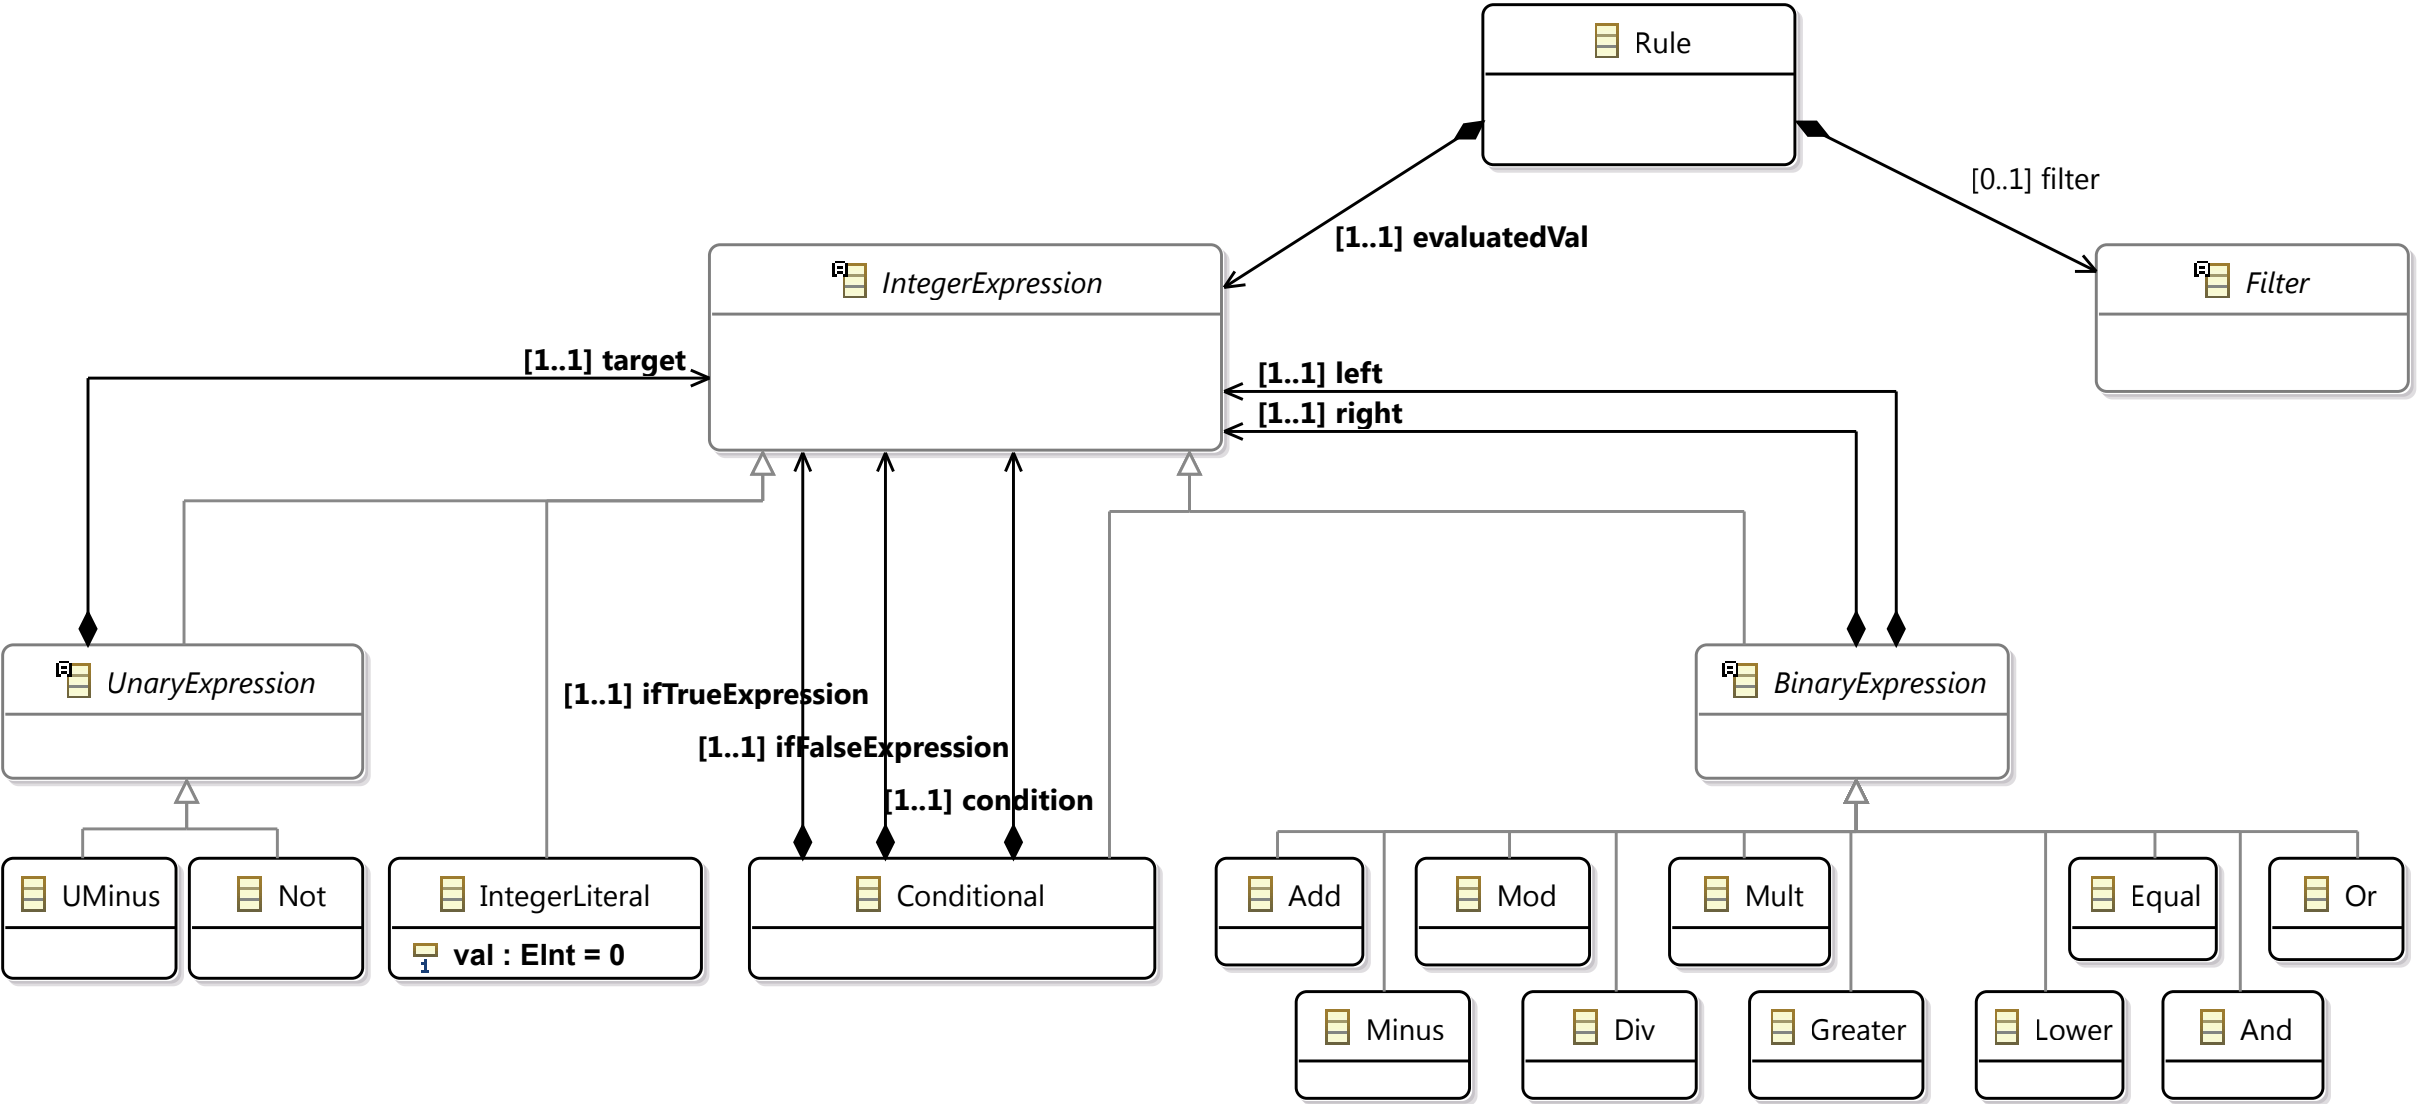 Rule
[0..1] filter
[1..1] evaluatedVal
IntegerExpression
Filter
[1..1] target
[1..1] left
[1..1] right
UnaryExpression
[1..1] ifTrueExpression
BinaryExpression
[1..1] ifFalseExpression
[1..1] condition
UMinus
Not
IntegerLiteral
Conditional
Add
Mod
Mult
Equal
Or
1 val : EInt = 0
Minus
Div
Greater
Lower
And